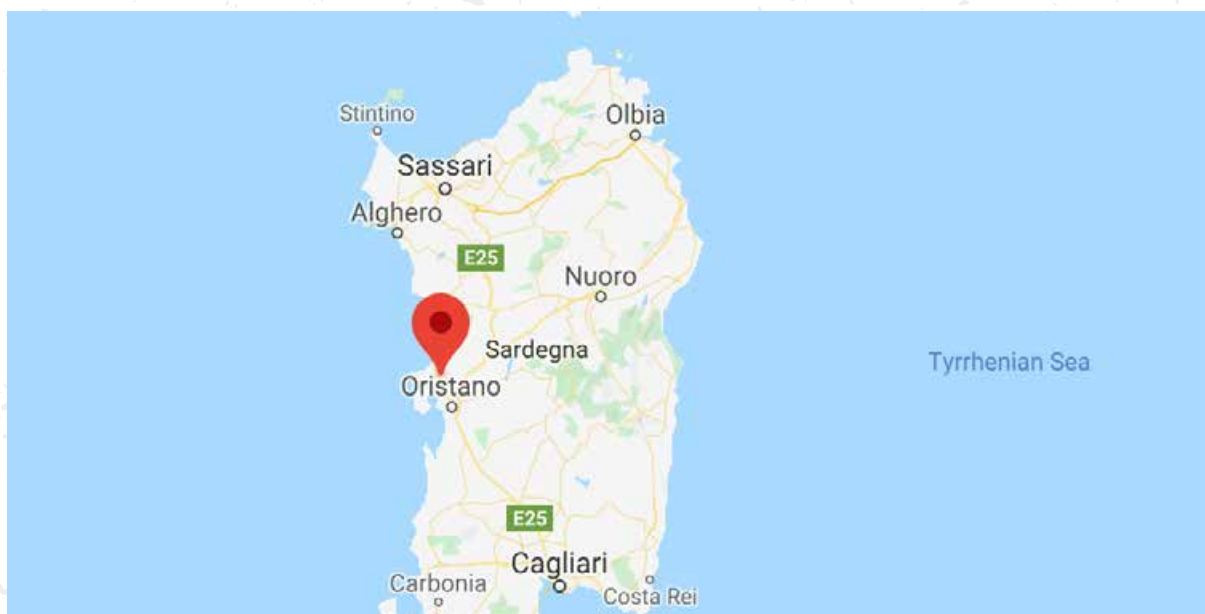 Stintino
Olbia
Sassari
Alghero
E25
Nuoro
Sardegna
Tyrrhenian Sea
Oristano
E25
Cagliari
Carbonia
Costa Rei